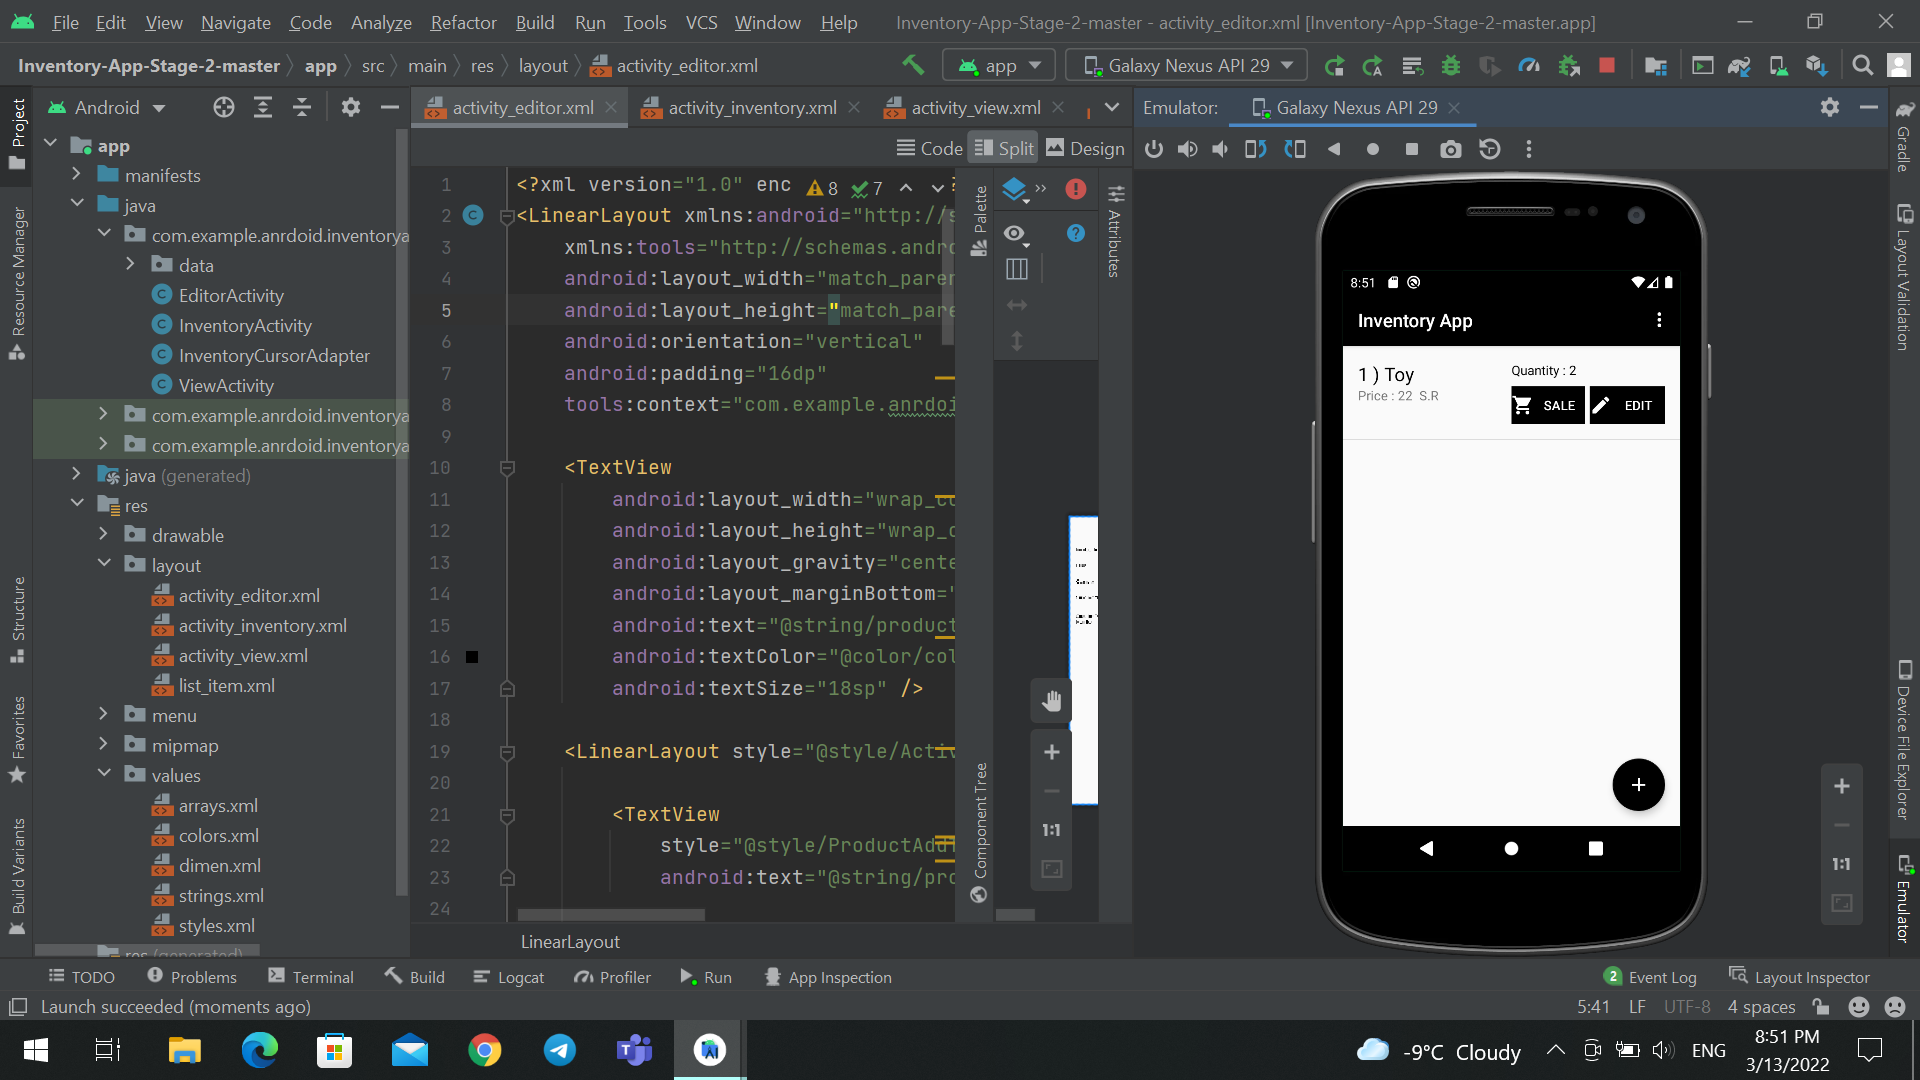 File Edit View Navigate Code Analyze Refactor Build Run Tools VCS Window Help Inventory-App-Stage-2-master - activity_editor.xml [Inventory-App-Stage-2-master.app]
Inventory-App-Stage-2-master app src main res layout activity_editor.xml app Galaxy Nexus API 29
Android activity_editor.xml activity_inventory.xml activity_view.xml Emulator: Galaxy Nexus API 29
Code Split Design
Project
Resource Manager
Structure
Favorites
Build Variants
app
manifests
java
com.example.anrdoid.inventorya
data
EditorActivity
InventoryActivity
InventoryCursorAdapter
ViewActivity
com.example.anrdoid.inventorya
com.example.anrdoid.inventorya
java (generated)
res
drawable
layout
activity_editor.xml
activity_inventory.xml
activity_view.xml
list_item.xml
menu
mipmap
values
arrays.xml
colors.xml
dimen.xml
strings.xml
styles.xml
res (generated)
8 7
1 <?xml version="1.0" enc
2 <LinearLayout xmlns:android="http://s
3 xmlns:tools="http://schemas.andro
4 android:layout_width="match_paren
5 android:layout_height="match_pare
6 android:orientation="vertical"
7 android:padding="16dp"
8 tools:context="com.example.anrdoi
9
10 <TextView
11 android:layout_width="wrap_co
12 android:layout_height="wrap_c
13 android:layout_gravity="cente
14 android:layout_marginBottom="
15 android:text="@string/product
16 android:textColor="@color/col
17 android:textSize="18sp" />
18
19 <LinearLayout style="@style/Activ
20
21 <TextView
22 style="@style/ProductAdd
23 android:text="@string/pro
24
LinearLayout
Palette
Component Tree
Attributes
1:1
8:51
Inventory App
1 ) Toy
Price : 22 S.R
Quantity : 2
SALE EDIT
1:1
Gradle
Layout Validation
Device File Explorer
Emulator
TODO Problems Terminal Build Logcat Profiler Run App Inspection 2 Event Log Layout Inspector
Launch succeeded (moments ago) 5:41 LF UTF-8 4 spaces
-9°C Cloudy ENG 8:51 PM
3/13/2022